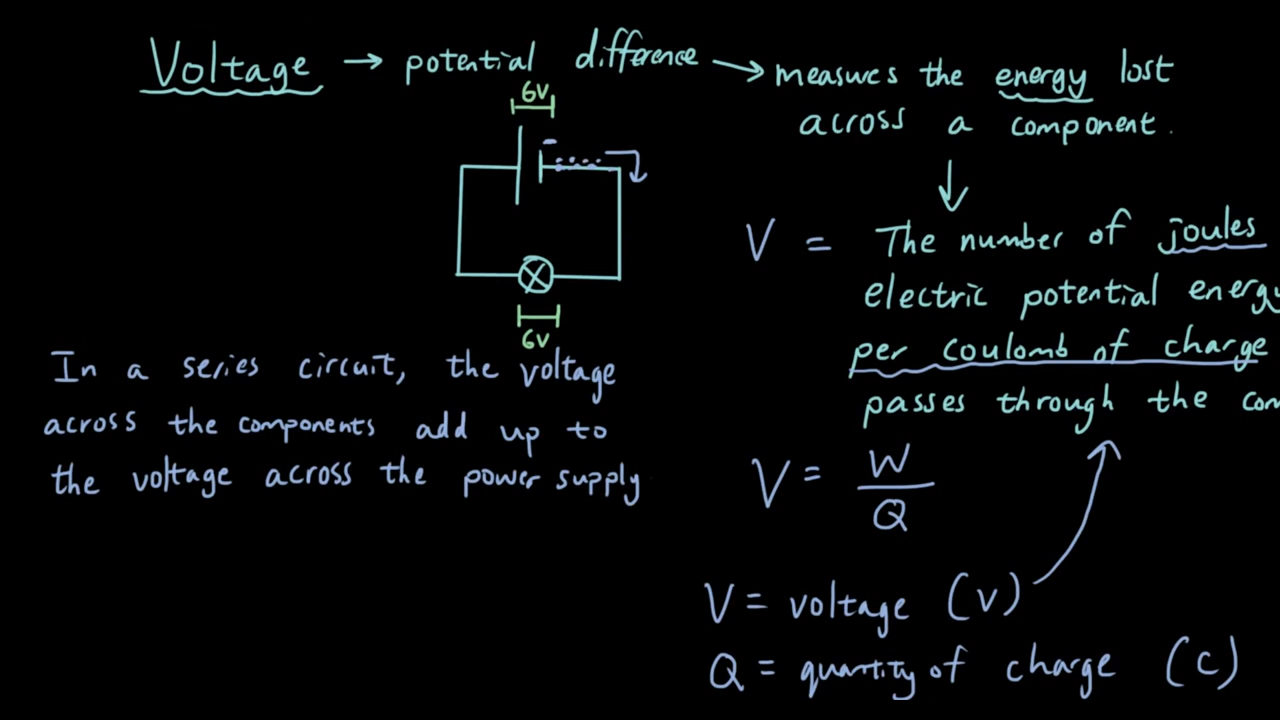 Voltage → potential difference → measures the energy lost
across a component.
6V
-
V = The number of joules
electric potential energy
per coulomb of charge
passes through the
6V
In a series circuit, the voltage
across the components add up to
the voltage across the power supply
V = W
Q
V = voltage (V)
Q = quantity of charge (C)